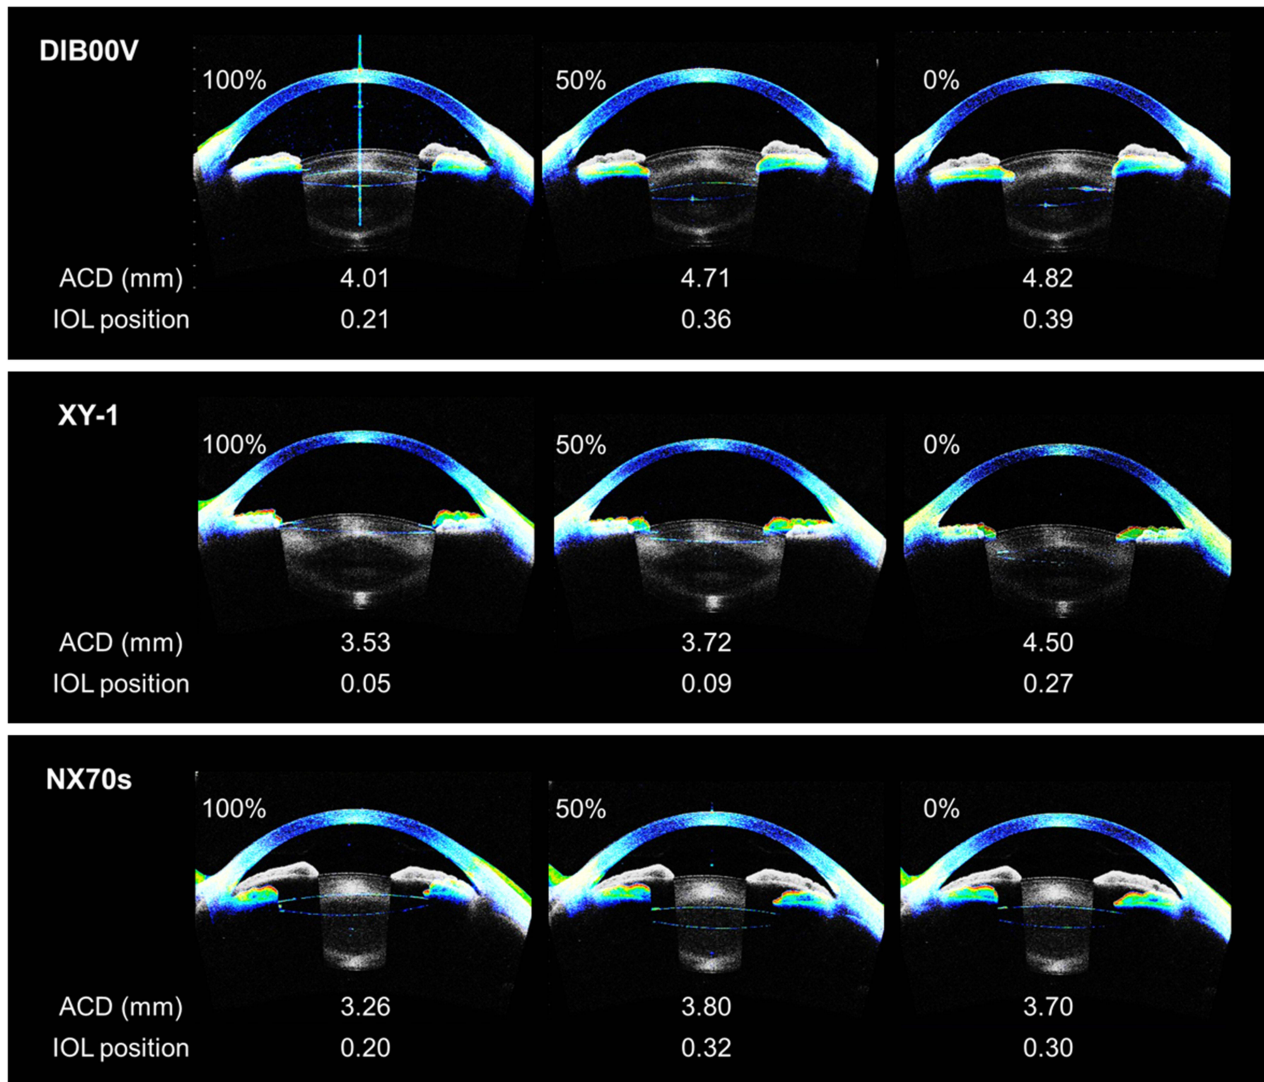 DIB00V
100% 50% 0%
ACD (mm) 4.01 4.71 4.82
IOL position 0.21 0.36 0.39
XY-1
100% 50% 0%
ACD (mm) 3.53 3.72 4.50
IOL position 0.05 0.09 0.27
NX70s
100% 50% 0%
ACD (mm) 3.26 3.80 3.70
IOL position 0.20 0.32 0.30